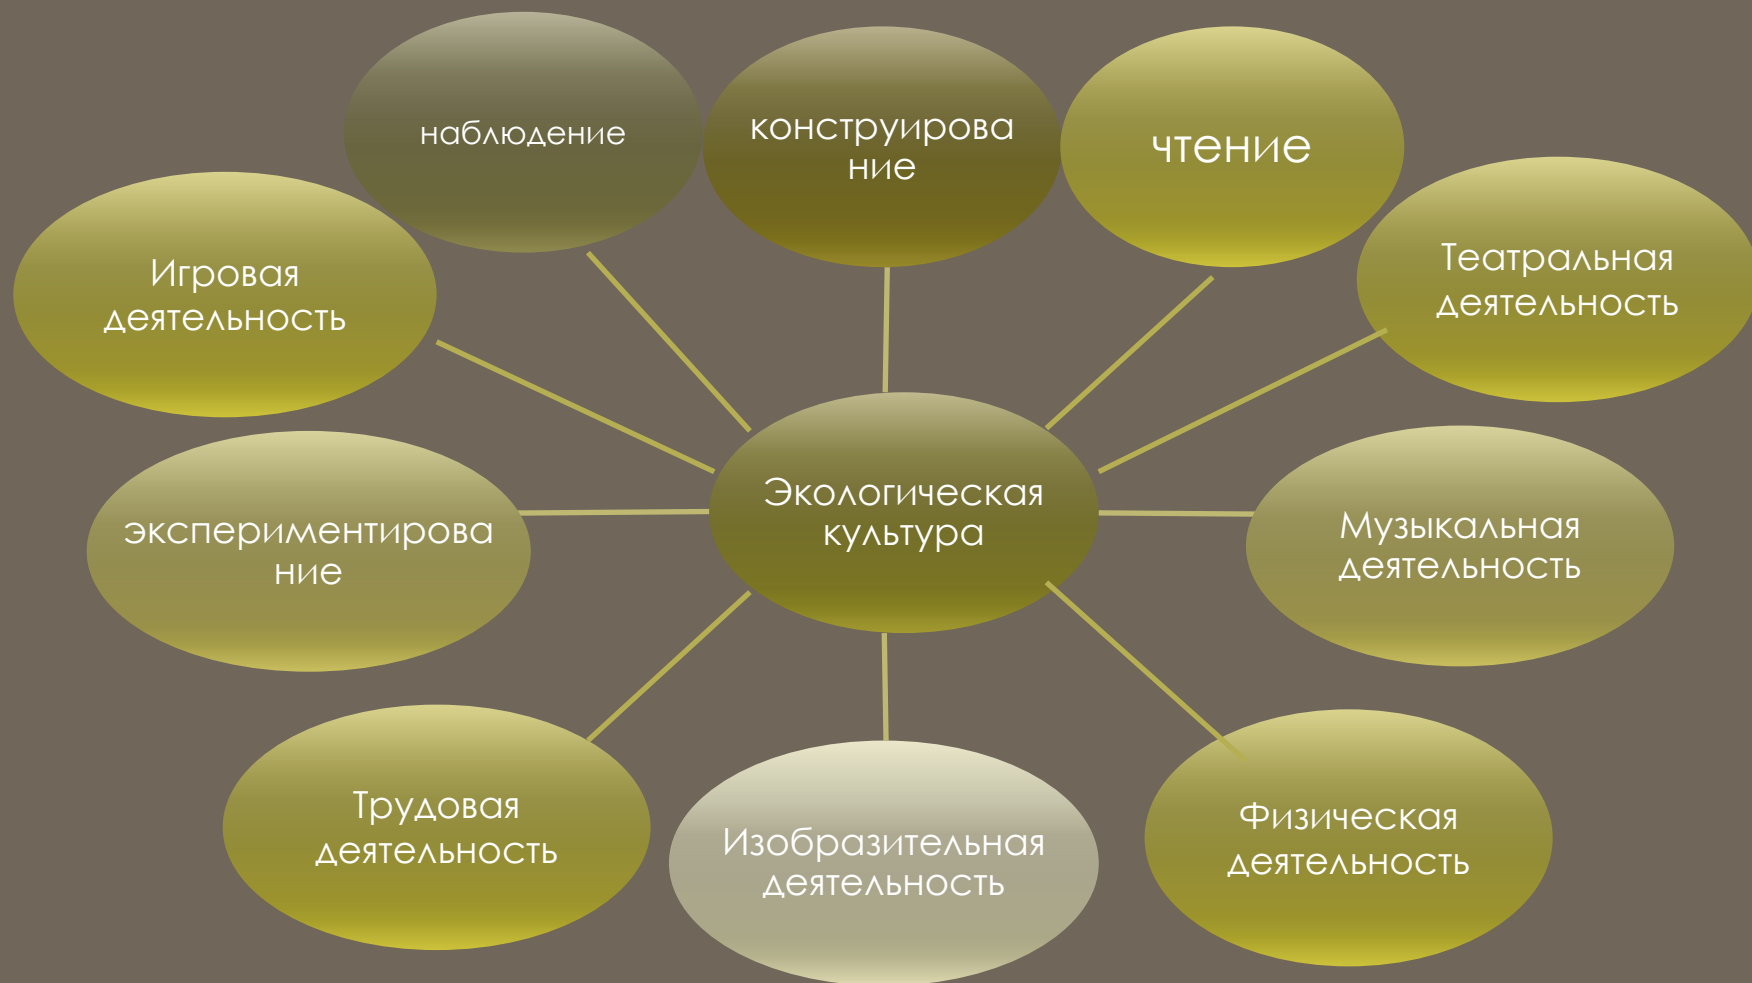 наблюдение
конструирова
ние
чтение
Игровая
деятельность
Театральная
деятельность
экспериментирова
ние
Экологическая
культура
Музыкальная
деятельность
Трудовая
деятельность
Изобразительная
деятельность
Физическая
деятельность